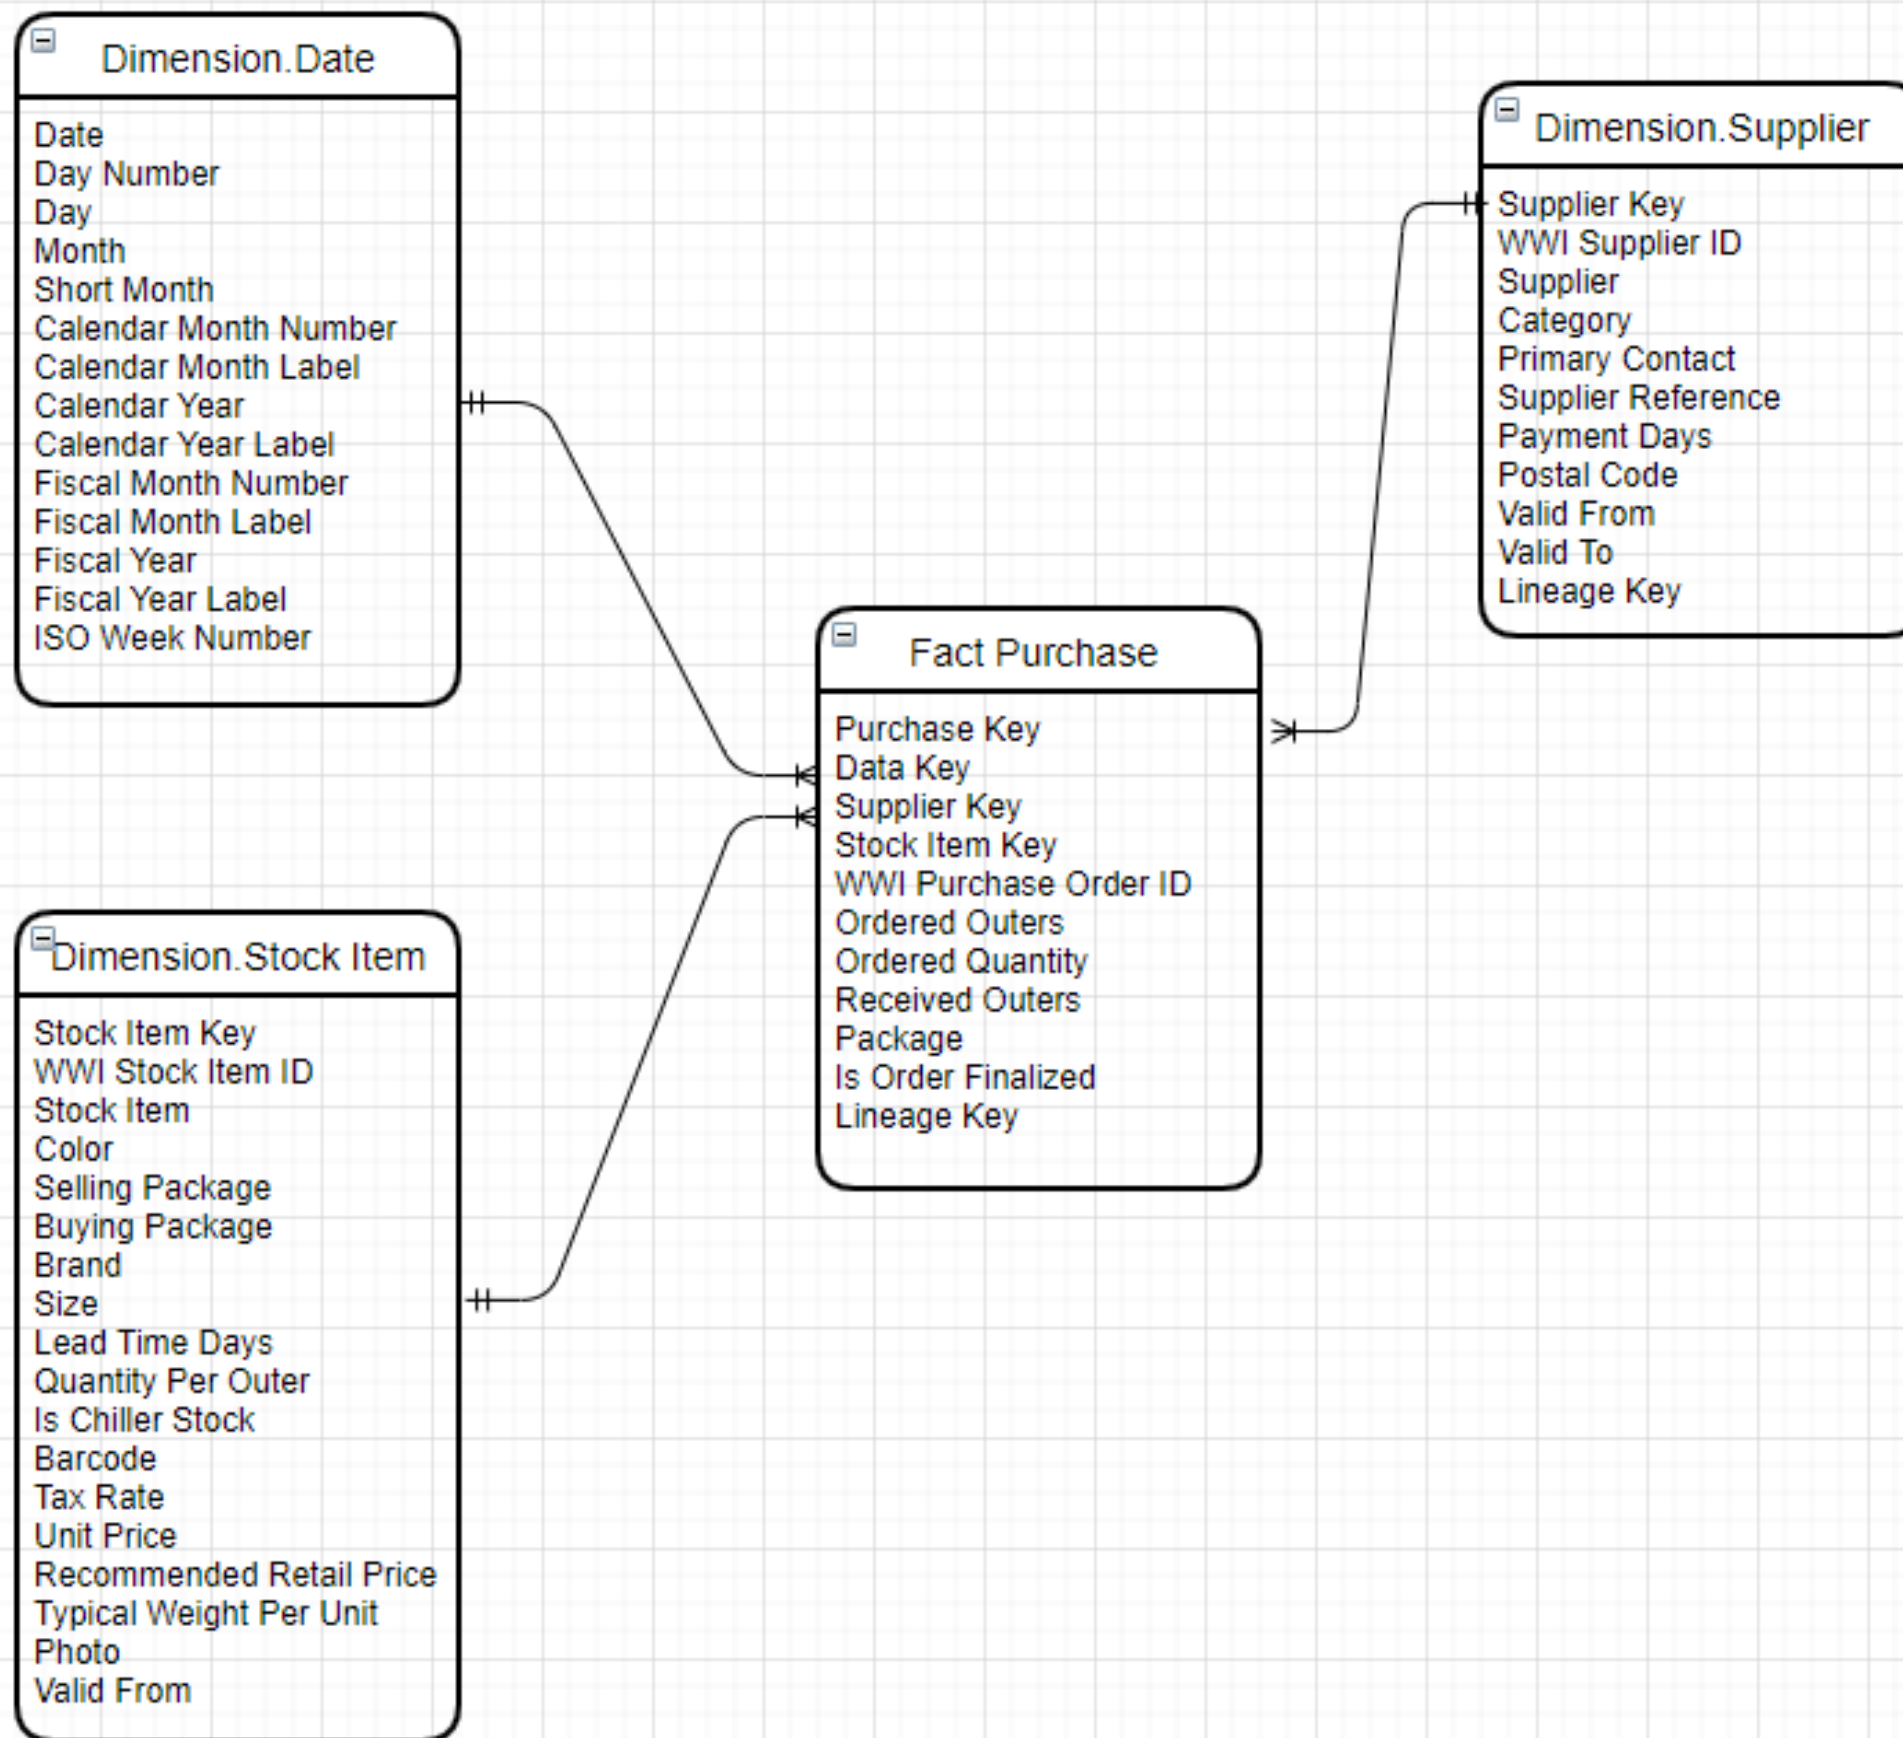 Dimension.Date
Date
Day Number
Day
Month
Short Month
Calendar Month Number
Calendar Month Label
Calendar Year
Calendar Year Label
Fiscal Month Number
Fiscal Month Label
Fiscal Year
Fiscal Year Label
ISO Week Number
Dimension.Supplier
Supplier Key
WWI Supplier ID
Supplier
Category
Primary Contact
Supplier Reference
Payment Days
Postal Code
Valid From
Valid To
Lineage Key
Fact Purchase
Purchase Key
Data Key
Supplier Key
Stock Item Key
WWI Purchase Order ID
Ordered Outers
Ordered Quantity
Received Outers
Package
Is Order Finalized
Lineage Key
Dimension.Stock Item
Stock Item Key
WWI Stock Item ID
Stock Item
Color
Selling Package
Buying Package
Brand
Size
Lead Time Days
Quantity Per Outer
Is Chiller Stock
Barcode
Tax Rate
Unit Price
Recommended Retail Price
Typical Weight Per Unit
Photo
Valid From